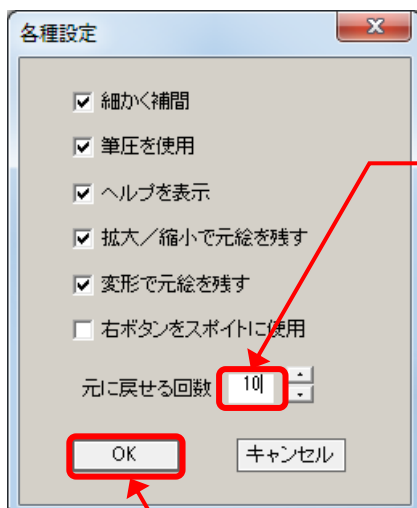 各種設定
細かく補間
筆圧を使用
ヘルプを表示
拡大／縮小で元絵を残す
変形で元絵を残す
右ボタンをスポイトに使用
元に戻せる回数 10
OK キャンセル